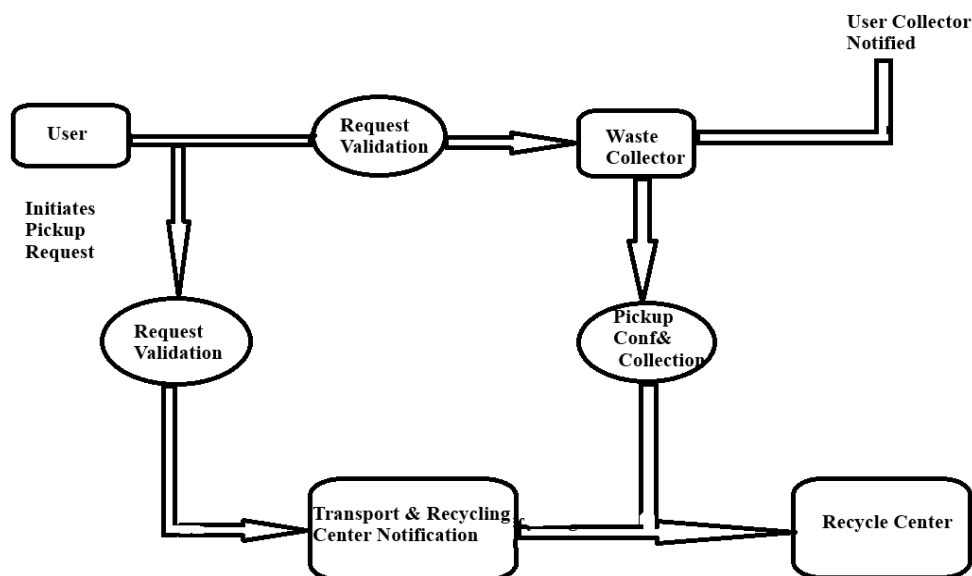 User Collector
Notified
User
Request
Validation
Waste
Collector
Initiates
Pickup
Request
Request
Validation
Pickup
Conf&
Collection
Transport & Recycling
Center Notification
Recycle Center